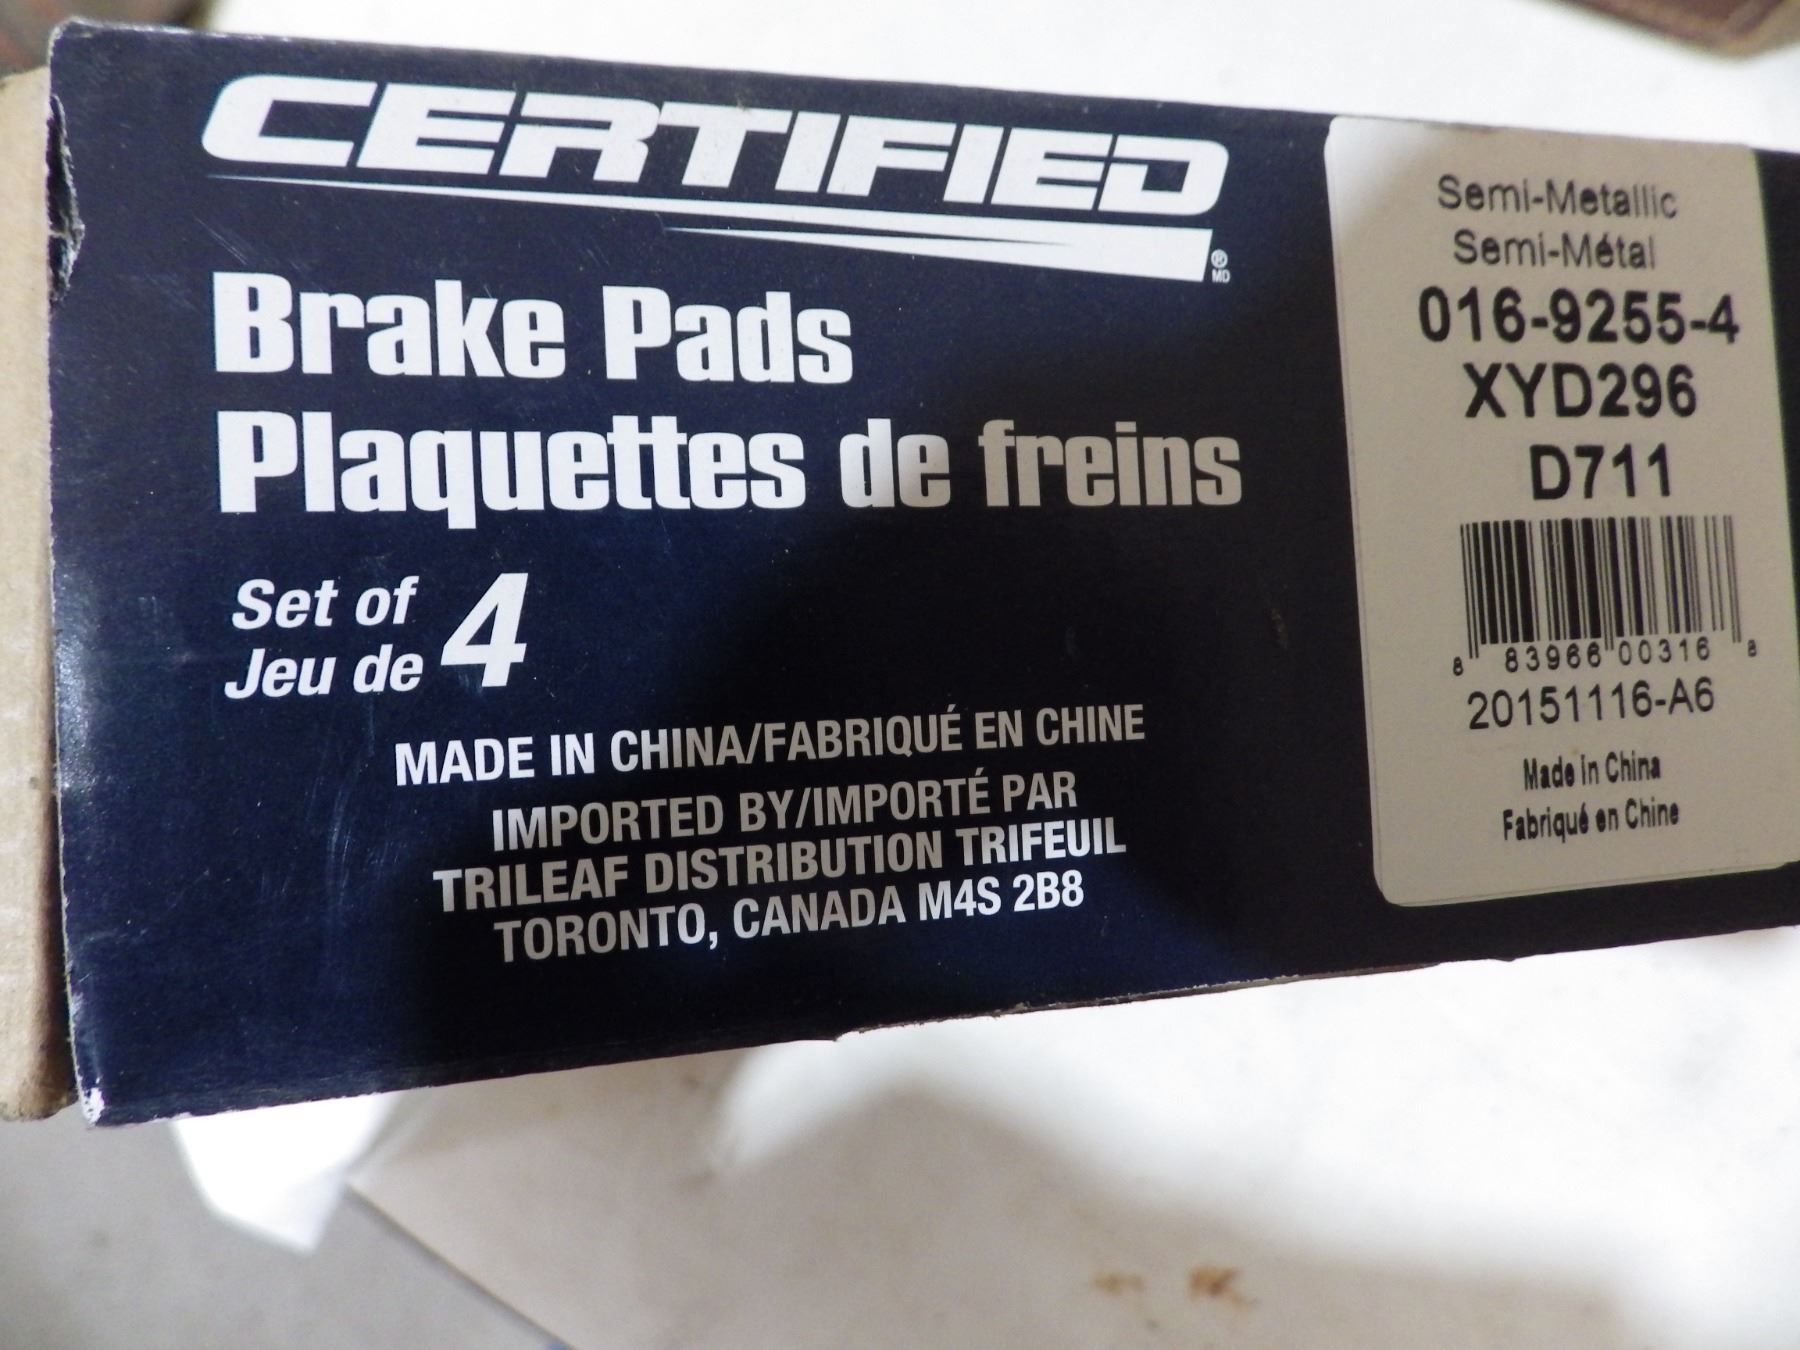 CERTIFIED
® MD
Brake Pads
Plaquettes de freins
Set of
Jeu de 4
MADE IN CHINA/FABRIQUÉ EN CHINE
IMPORTED BY/IMPORTÉ PAR
TRILEAF DISTRIBUTION TRIFEUIL
TORONTO, CANADA M4S 2B8
Semi-Metallic
Semi-Métal
016-9255-4
XYD296
D711
8 83966 00316 8
20151116-A6
Made in China
Fabriqué en Chine